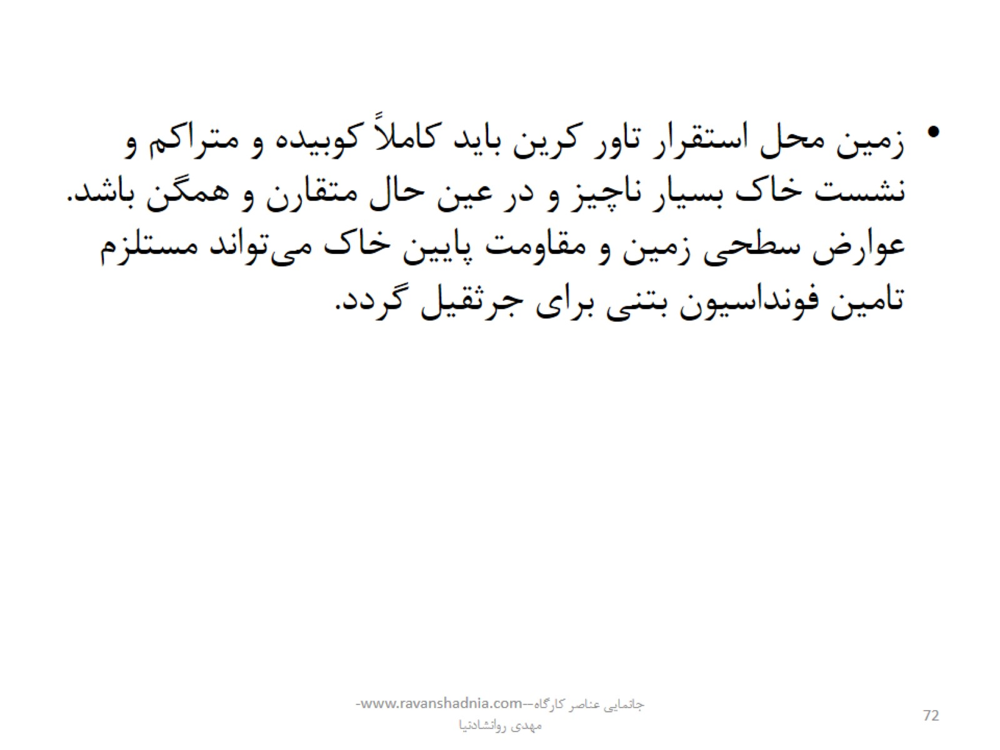 • زمین محل استقرار تاور کرین باید کاملاً کوبیده و متراکم و
نشست خاک بسیار ناچیز و در عین حال متقارن و همگن باشد.
عوارض سطحی زمین و مقاومت پایین خاک می‌تواند مستلزم
تامین فونداسیون بتنی برای جرثقیل گردد.
جانمایی عناصر کارگاه--www.ravanshadnia.com-
مهدی روانشادنیا
72